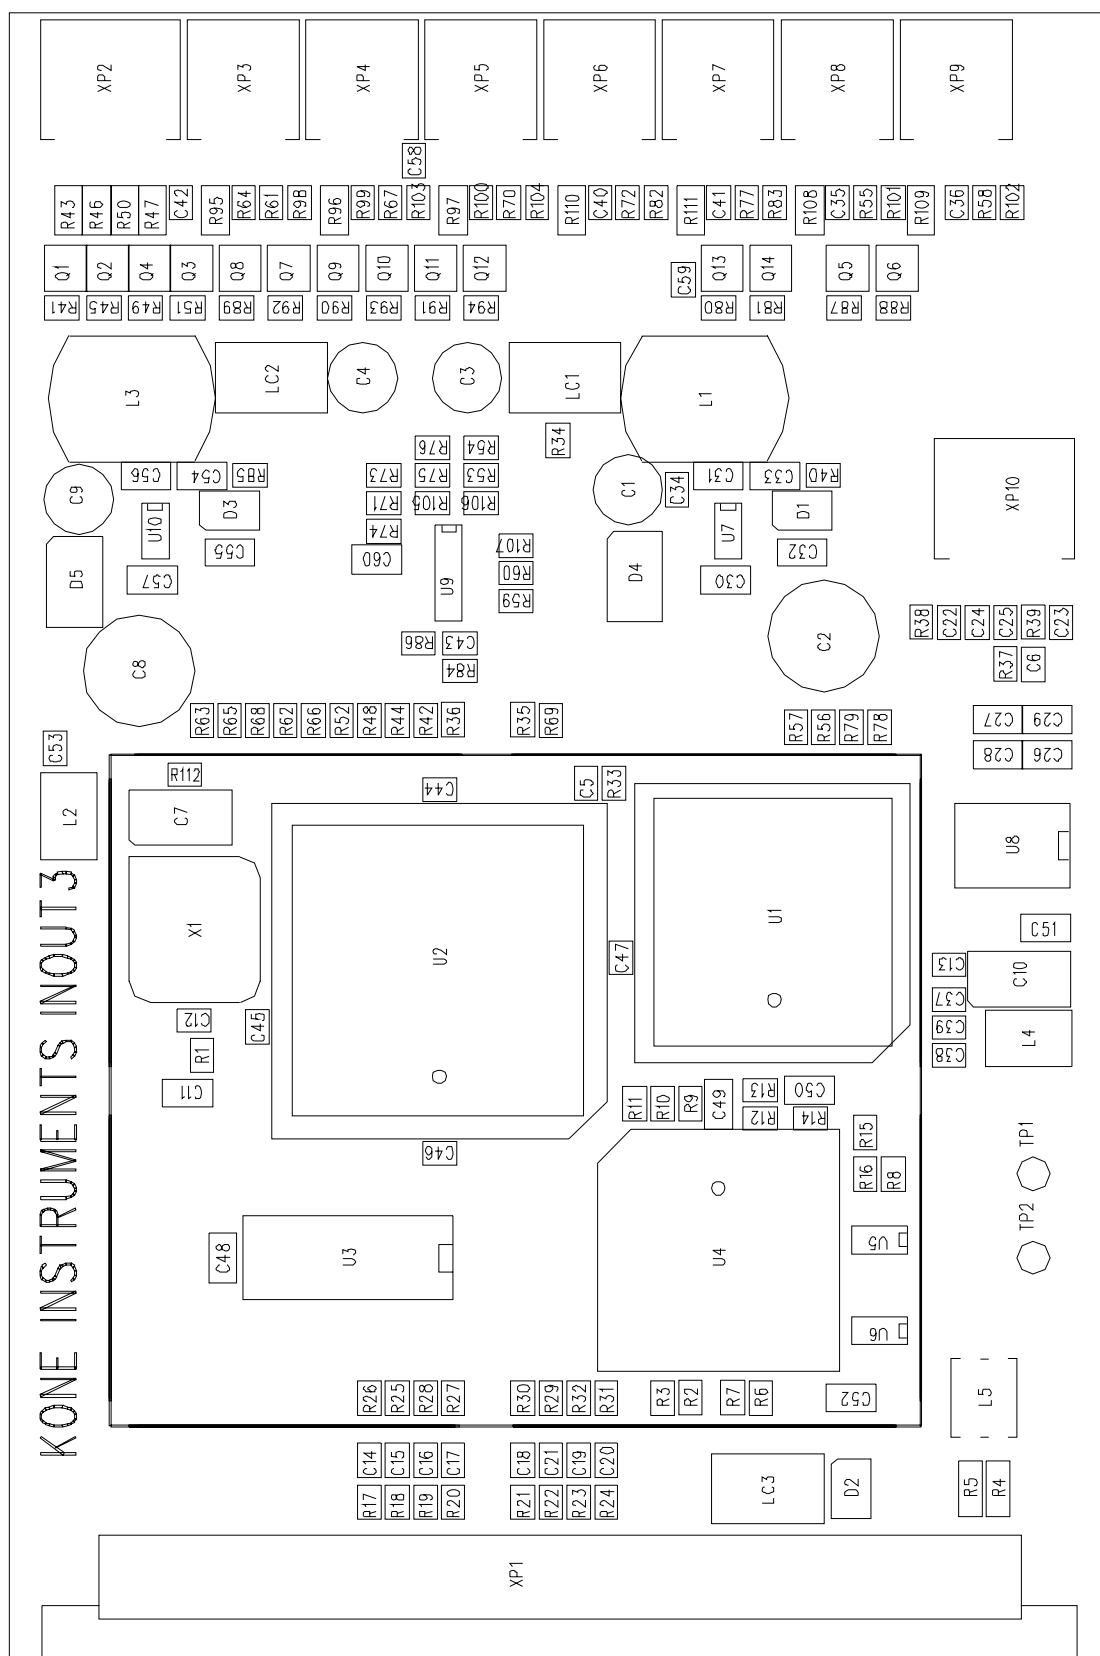 XP2 XP3 XP4 XP5 XP6 XP7 XP8 XP9
C58
R43 R46 R50 R47 C42 R95 R64 R61 R98 R96 R99 R67 R103 R97 R100 R70 R104 R110 C40 R72 R82 R111 C41 R77 R83 R108 C35 R55 R101 R109 C36 R58 R102
Q1 Q2 Q4 Q3 Q8 Q7 Q9 Q10 Q11 Q12 C59 Q13 Q14 Q5 Q6
R41 R45 R49 R51 R89 R92 R90 R93 R91 R94 R80 R81 R87 R88
L3 LC2 C4 C3 LC1 L1
R76 R54 R34
C56 C54 R85 R73 R75 R53 C31 C33 R40
C9 D3 R71 R105 R106 C1 C34 D1 XP10
U10 R74 U7
C55 C60 R107 C32
D5 C57 U9 R60 D4 C30
R59
R86 C43 C2 R38 C22 C24 C25 R39 C23
C8 R84 R37 C6
R63 R65 R68 R62 R66 R52 R48 R44 R42 R36 R35 R69 R57 R56 R79 R78 C27 C29
C53 C28 C26
R112 C44 C5 R33
L2 C7 U8
KONE INSTRUMENTS INOUT3
X1 U2 C47 U1 C51
C13 C10
C12 C45 C37
C39 L4
R1 C38
C11 R11 R10 R9 C49 R13 C50
R12 R14
C46 R15 TP1
R16 R8
TP2
C48 U3 U4 U5
U6
R26 R25 R28 R27 R30 R29 R32 R31 R3 R2 R7 R6 C52 L5
C14 C15 C16 C17 C18 C21 C19 C20
R17 R18 R19 R20 R21 R22 R23 R24 LC3 D2 R5 R4
XP1